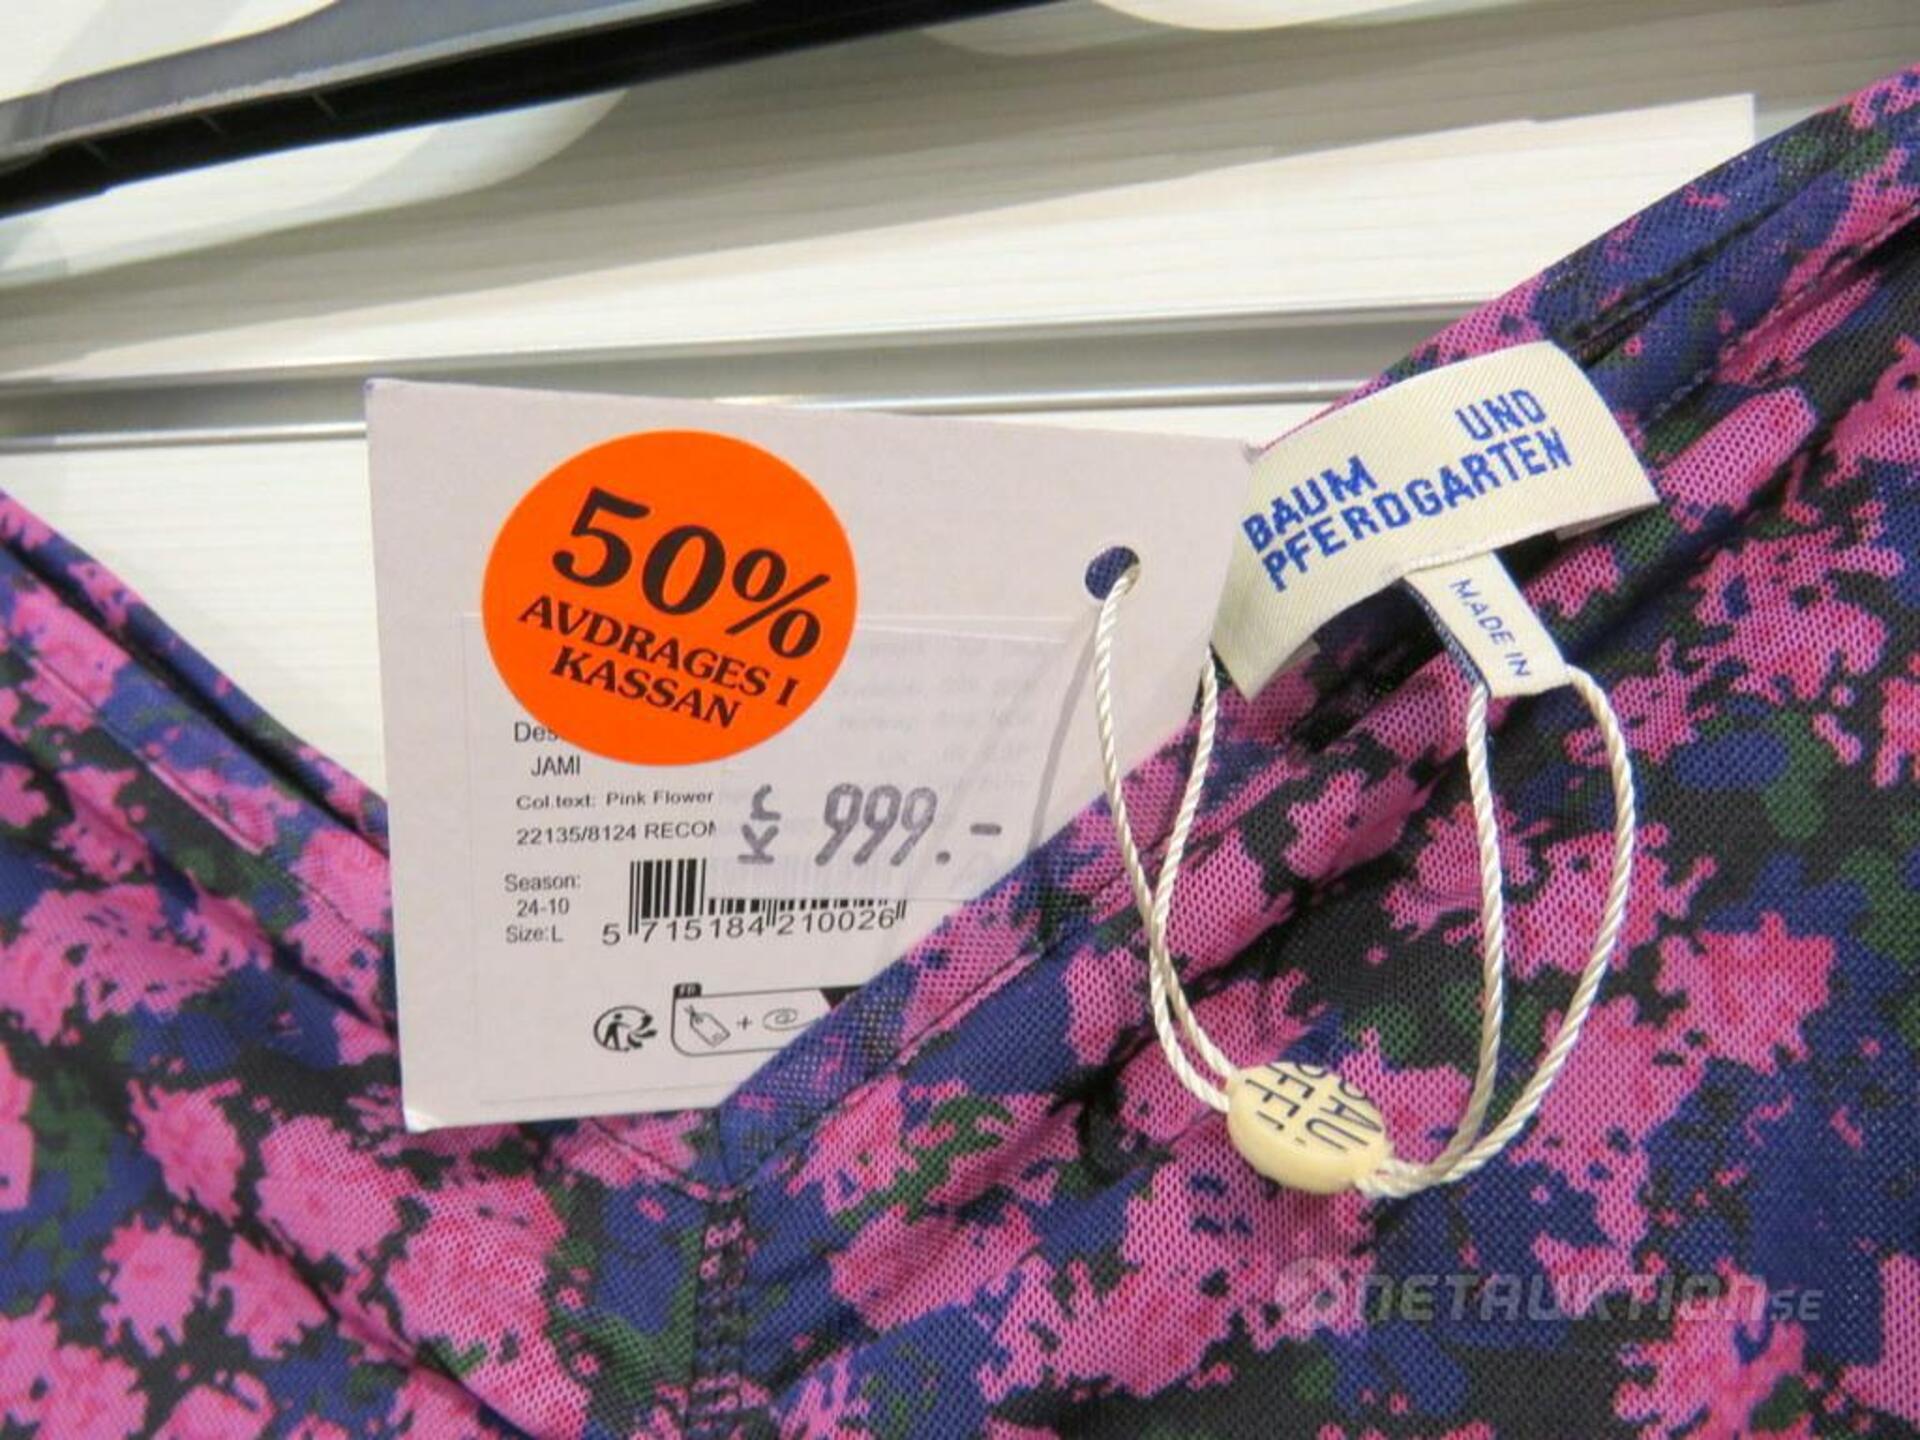 50%
AVDRAGES I
KASSAN
JAMI
Col.text: Pink Flower
22135/8124
Kr 999.-
Season:
24-10
Size: L
5 715184 210026
FR
+
UND
BAUM
PFERDGARTEN
MADE IN
NETAUKTION.SE